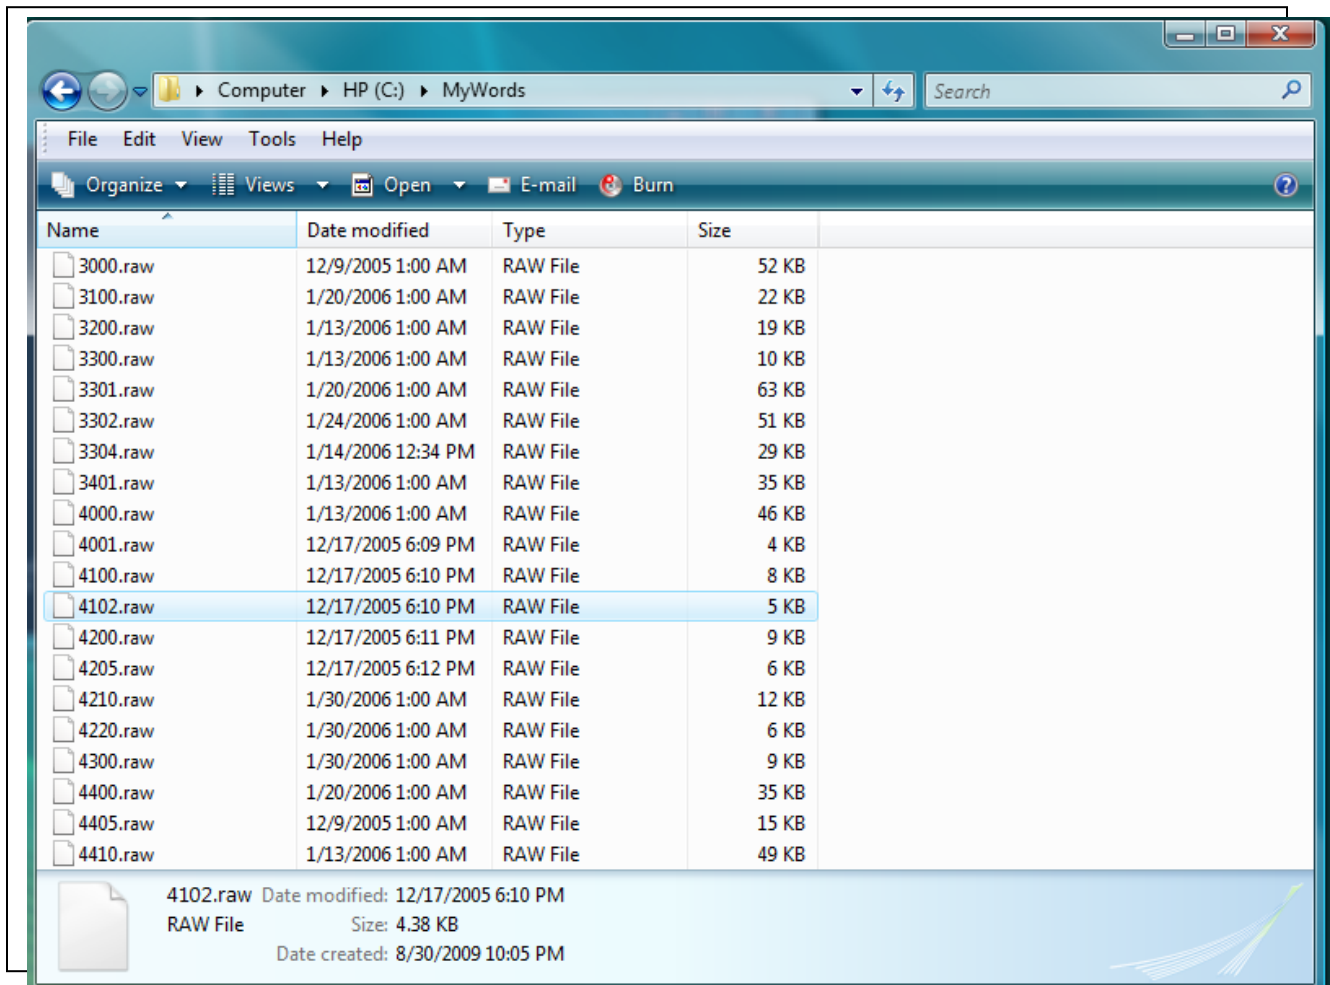 Computer HP (C:) MyWords Search
File Edit View Tools Help
Organize Views Open E-mail Burn ?
Name Date modified Type Size
3000.raw 12/9/2005 1:00 AM RAW File 52 KB
3100.raw 1/20/2006 1:00 AM RAW File 22 KB
3200.raw 1/13/2006 1:00 AM RAW File 19 KB
3300.raw 1/13/2006 1:00 AM RAW File 10 KB
3301.raw 1/20/2006 1:00 AM RAW File 63 KB
3302.raw 1/24/2006 1:00 AM RAW File 51 KB
3304.raw 1/14/2006 12:34 PM RAW File 29 KB
3401.raw 1/13/2006 1:00 AM RAW File 35 KB
4000.raw 1/13/2006 1:00 AM RAW File 46 KB
4001.raw 12/17/2005 6:09 PM RAW File 4 KB
4100.raw 12/17/2005 6:10 PM RAW File 8 KB
4102.raw 12/17/2005 6:10 PM RAW File 5 KB
4200.raw 12/17/2005 6:11 PM RAW File 9 KB
4205.raw 12/17/2005 6:12 PM RAW File 6 KB
4210.raw 1/30/2006 1:00 AM RAW File 12 KB
4220.raw 1/30/2006 1:00 AM RAW File 6 KB
4300.raw 1/30/2006 1:00 AM RAW File 9 KB
4400.raw 1/20/2006 1:00 AM RAW File 35 KB
4405.raw 12/9/2005 1:00 AM RAW File 15 KB
4410.raw 1/13/2006 1:00 AM RAW File 49 KB
4102.raw Date modified: 12/17/2005 6:10 PM
RAW File Size: 4.38 KB
Date created: 8/30/2009 10:05 PM